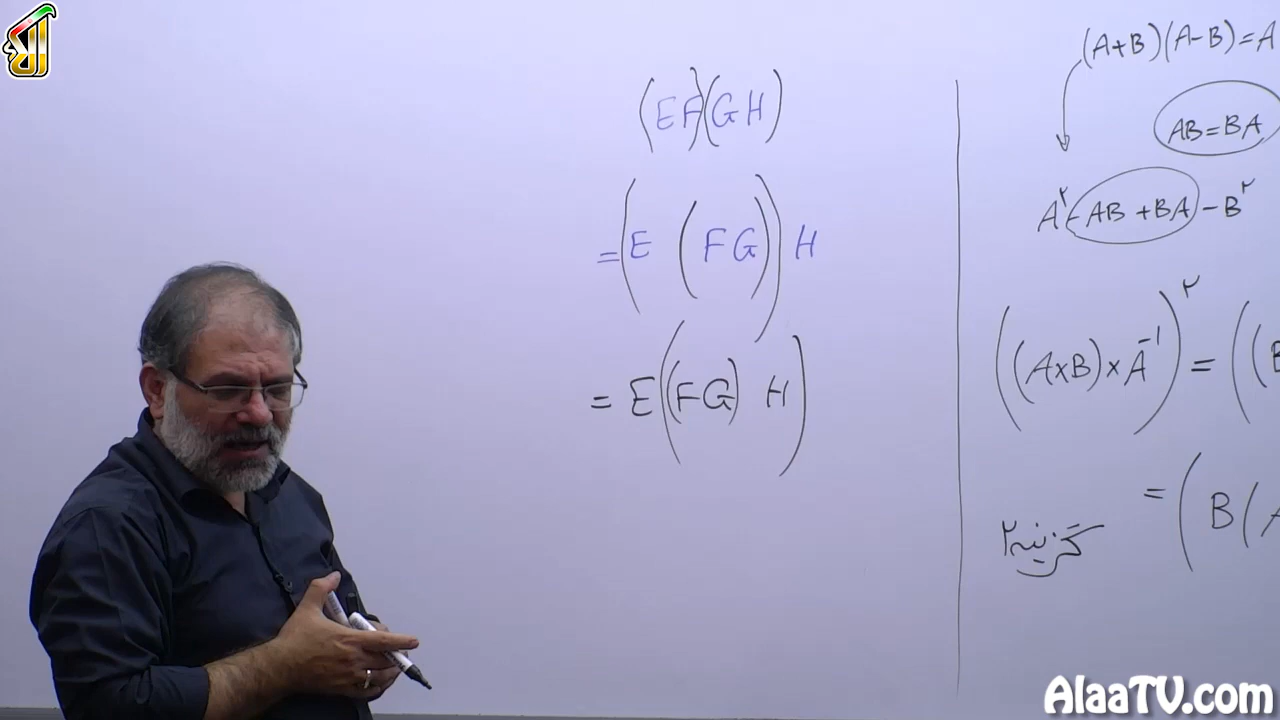 (EF)(GH)
= (E (FG)) H
= E((FG) H)
(A+B)(A-B)=A
AB=BA
A۲-AB+BA-B۲
((A×B)×A⁻¹)۲ = ((B
= (B(A
گزینه ۲
AlaaTV.com